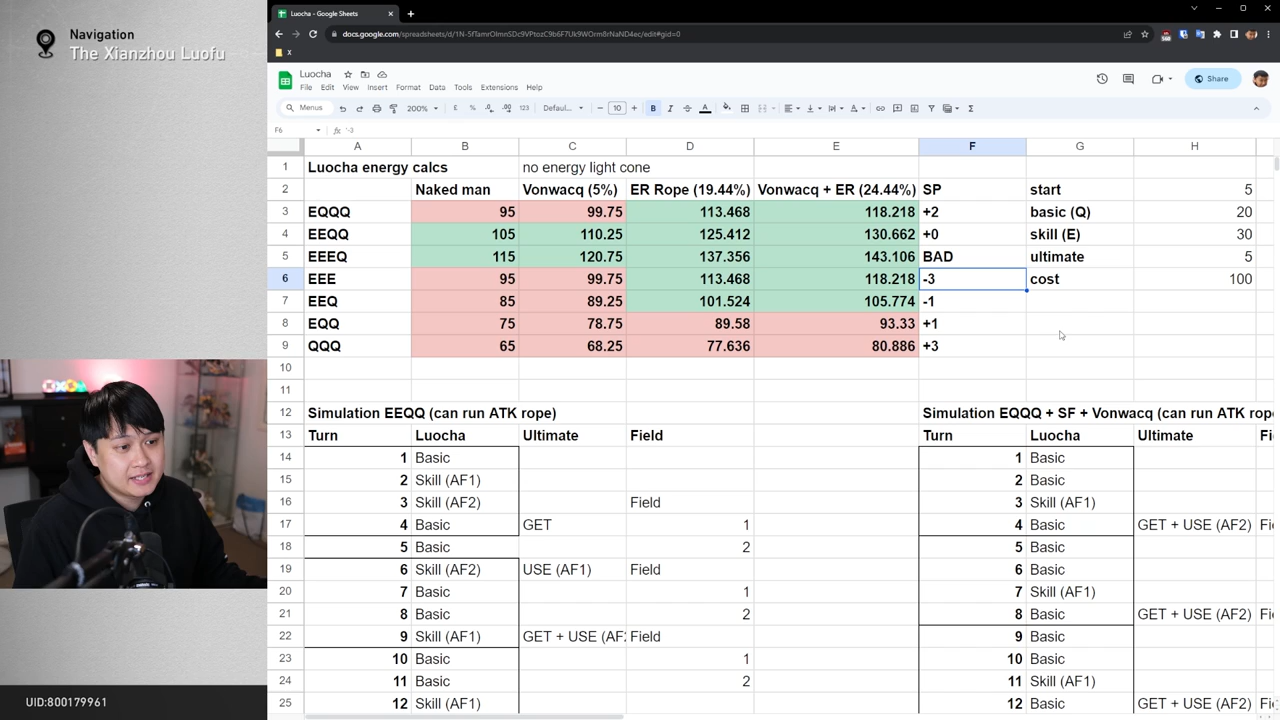 Navigation
The Xianzhou Luofu
UID:800179961
Luocha - Google Sheets
docs.google.com/spreadsheets/d/1N-5fTamrOlmnSDc9VPtozC9b6F7Uk9WOrm8rNaND4ec/edit#gid=0
X
Luocha
File Edit View Insert Format Data Tools Extensions Help
Share
Menus 200% £ % .0 .00 123 Defaul... 10 B I A
F6 fx '-3
A B C D E F G H
1 Luocha energy calcs no energy light cone
2 Naked man Vonwacq (5%) ER Rope (19.44%) Vonwacq + ER (24.44%) SP start 5
3 EQQQ 95 99.75 113.468 118.218 +2 basic (Q) 20
4 EEQQ 105 110.25 125.412 130.662 +0 skill (E) 30
5 EEEQ 115 120.75 137.356 143.106 BAD ultimate 5
6 EEE 95 99.75 113.468 118.218 -3 cost 100
7 EEQ 85 89.25 101.524 105.774 -1
8 EQQ 75 78.75 89.58 93.33 +1
9 QQQ 65 68.25 77.636 80.886 +3
10
11
12 Simulation EEQQ (can run ATK rope) Simulation EQQQ + SF + Vonwacq (can run ATK rope
13 Turn Luocha Ultimate Field Turn Luocha Ultimate Fi
14 1 Basic 1 Basic
15 2 Skill (AF1) 2 Basic
16 3 Skill (AF2) Field 3 Skill (AF1)
17 4 Basic GET 1 4 Basic GET + USE (AF2) Fie
18 5 Basic 2 5 Basic
19 6 Skill (AF2) USE (AF1) Field 6 Basic
20 7 Basic 1 7 Skill (AF1)
21 8 Basic 2 8 Basic GET + USE (AF2) Fie
22 9 Skill (AF1) GET + USE (AF2 Field 9 Basic
23 10 Basic 1 10 Basic
24 11 Basic 2 11 Skill (AF1)
25 12 Skill (AF1) 12 Basic GET + USE (AF2) Fie